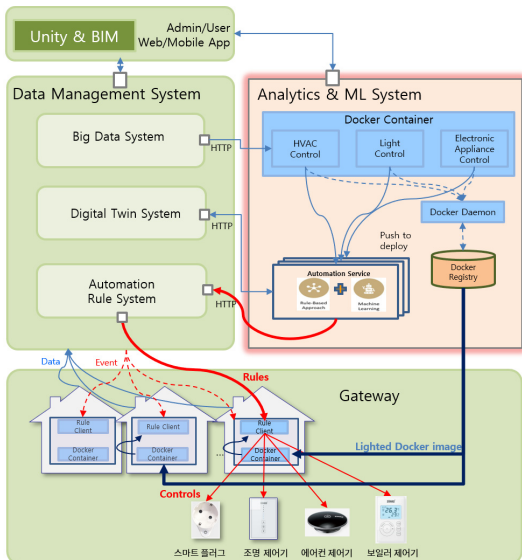 Unity & BIM
Admin/User
Web/Mobile App
Data Management System
Big Data System
HTTP
Digital Twin System
HTTP
Automation
Rule System
HTTP
Analytics & ML System
Docker Container
HVAC
Control
Light
Control
Electronic
Appliance
Control
Docker Daemon
Push to
deploy
Docker
Registry
Automation Service
Rule-Based
Approach
Machine
Learning
Data
Event
Rules
Gateway
Rule
Client
Docker
Container
Rule Client
Docker
Container
...
Rule
Client
Docker
Container
Lighted Docker image
Controls
스마트 플러그
조명 제어기
에어컨 제어기
보일러 제어기